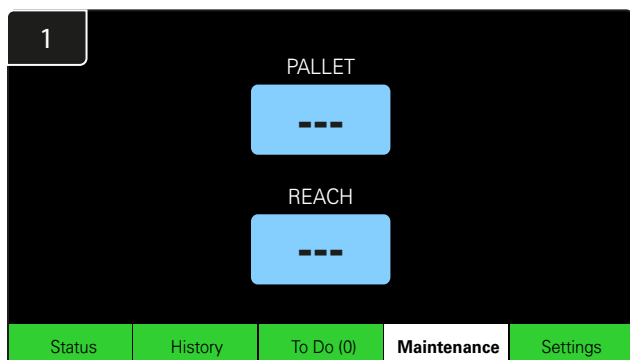 1
PALLET
---
REACH
---
Status History To Do (0) Maintenance Settings